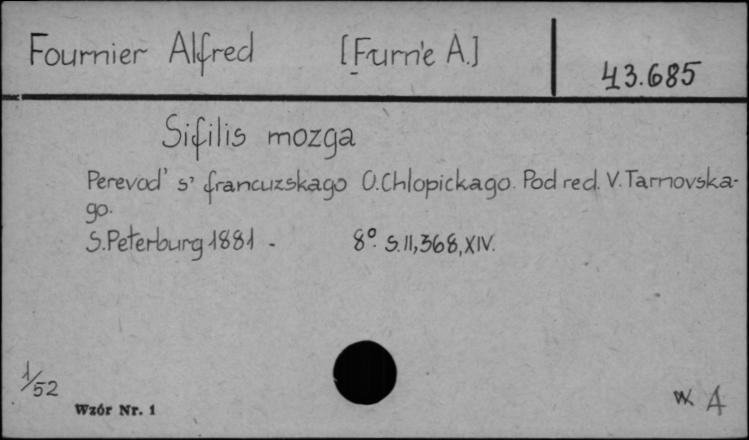 Fournier Alfred [Furn'e A.]
43.685
Sifilis mozga
Perevod' s' francuzskago O.Chlopickago. Pod red. V. Tarnovska-
go.
S.Peterburg 1881 - 8° S.II,368,XIV.
1/52
Wzór Nr. 1
A